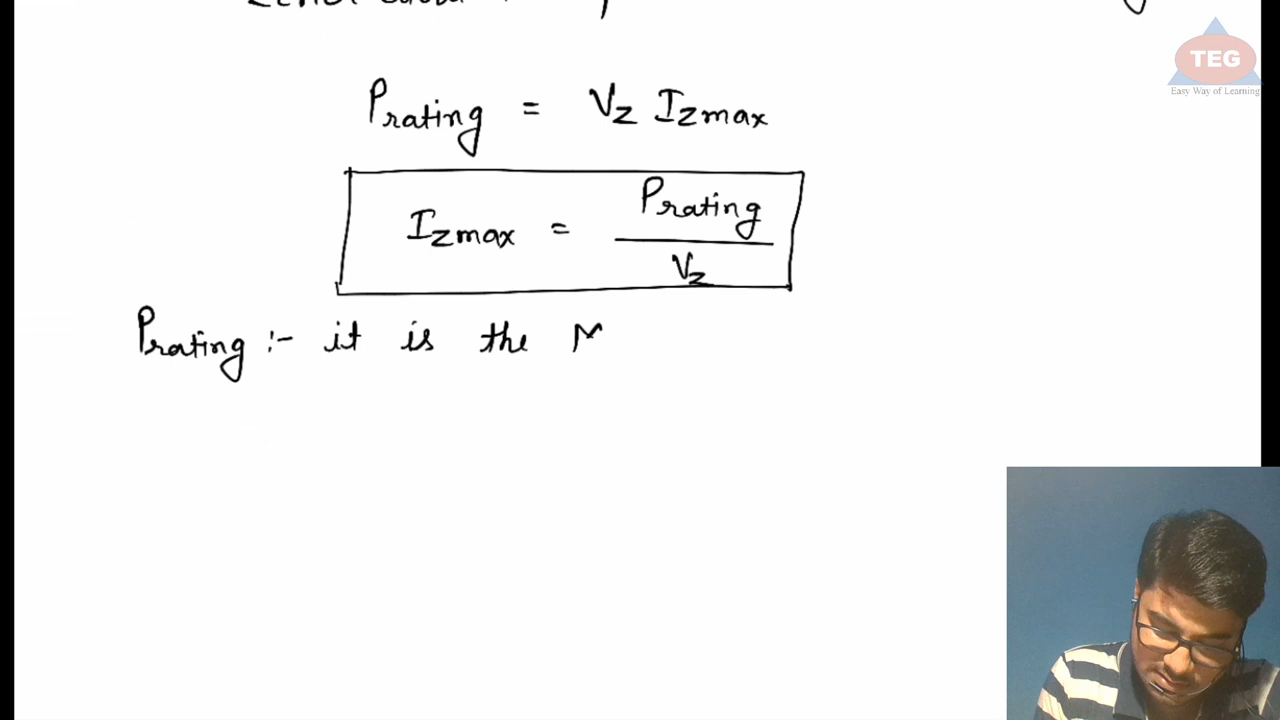 TEG
Easy Way of Learning
Prating = Vz Izmax
Izmax = Prating
Vz
Prating :- it is the M